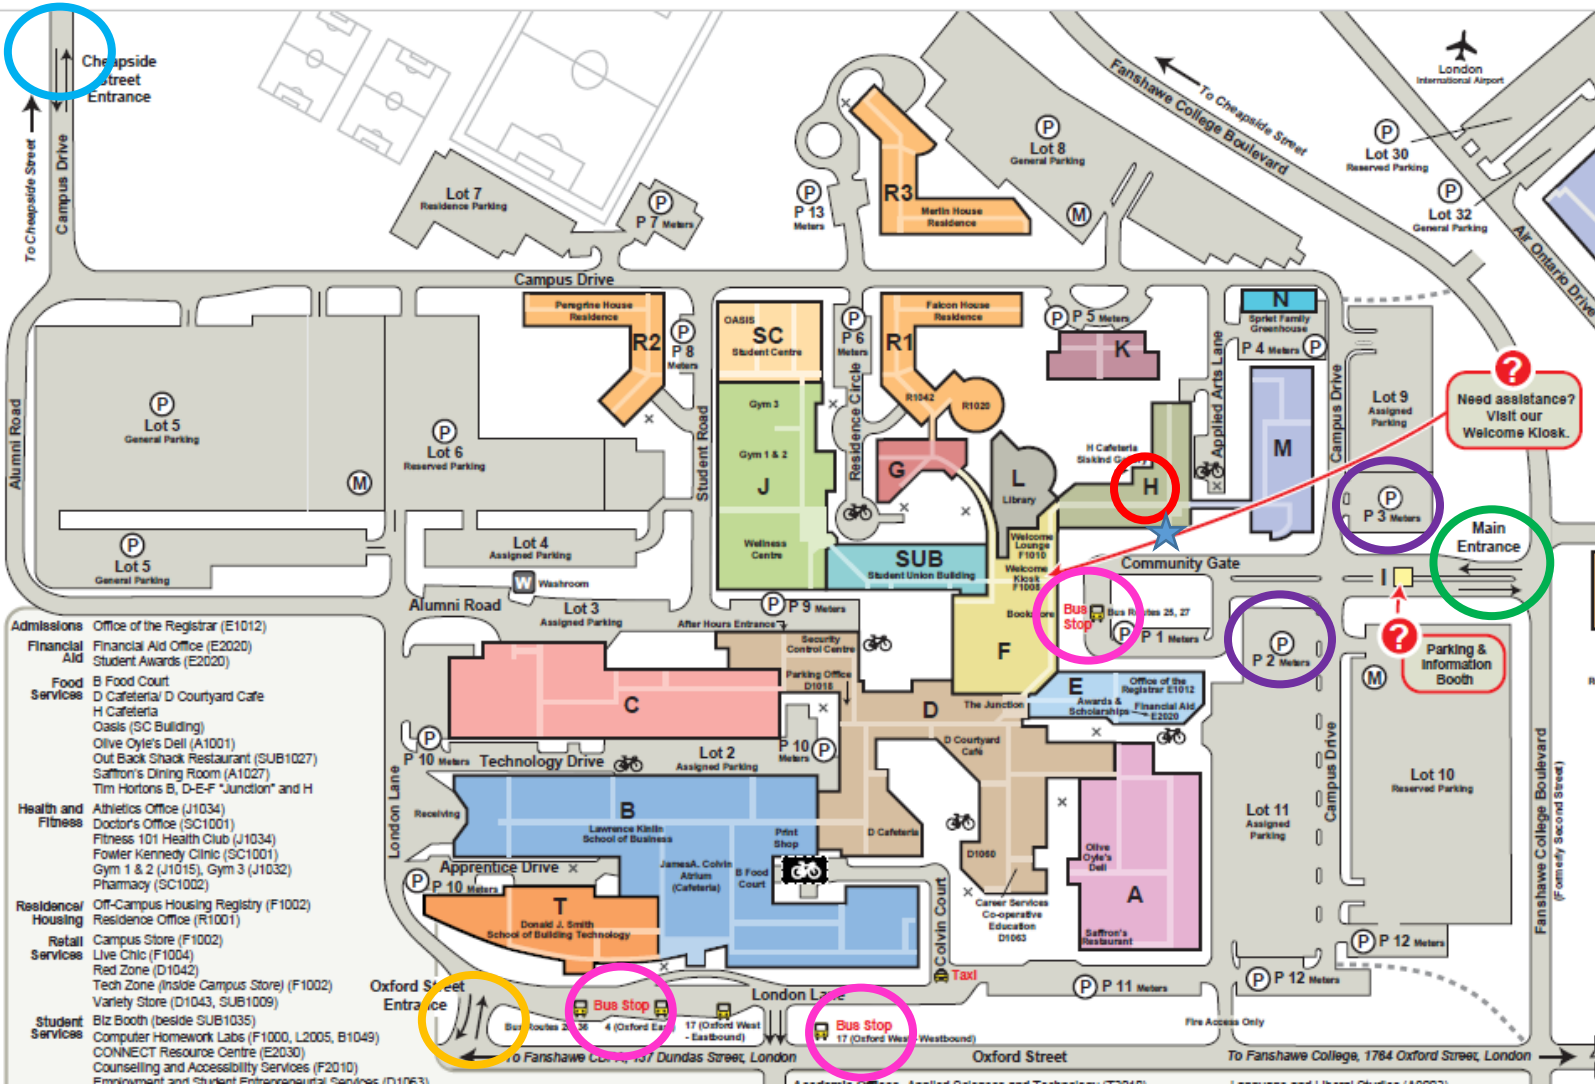 Cheapside
Street
Entrance
To Cheapside Street
Campus Drive
Lot 7
Residence Parking
P
P 7 Meters
P
P 13
Meters
R3
Merlin House
Residence
P
Lot 8
General Parking
M
To Cheapside Street
Fanshawe College Boulevard
London
International Airport
P
Lot 30
Reserved Parking
P
Lot 32
General Parking
Air Ontario Drive
Campus Drive
Peregrine House
Residence
R2
P
P 8
Meters
OASIS
SC
Student Centre
P
P 6
Meters
Falcon House
Residence
R1
R1042
R1020
P
P 5 Meters
K
N
Spriet Family
Greenhouse
P 4 Meters
P
Applied Arts Lane
Campus Drive
?
Need assistance?
Visit our
Welcome Kiosk.
Lot 9
Assigned
Parking
Alumni Road
P
Lot 5
General Parking
P
Lot 6
Reserved Parking
M
Student Road
Gym 3
Gym 1 & 2
J
Wellness
Centre
Residence Circle
G
L
Library
H Cafeteria
H
M
P
P 3 Meters
Main
Entrance
P
Lot 5
General Parking
Lot 4
Assigned Parking
W
Washroom
SUB
Student Union Building
Welcome
Lounge
F1010
Welcome
Kiosk
F1008
Community Gate
I
Alumni Road
Lot 3
Assigned Parking
P
P 9 Meters
After Hours Entrance
Bus
Stop
Bus Routes 25, 27
P
P 1 Meters
P
P 2 Meters
?
Parking &
Information
Booth
M
Admissions Office of the Registrar (E1012)
Financial Financial Aid Office (E2020)
Aid Student Awards (E2020)
Food B Food Court
Services D Cafeteria/ D Courtyard Cafe
H Cafeteria
Oasis (SC Building)
Olive Oyle's Deli (A1001)
Out Back Shack Restaurant (SUB1027)
Saffron's Dining Room (A1027)
Tim Hortons B, D-E-F "Junction" and H
Health and Athletics Office (J1034)
Fitness Doctor's Office (SC1001)
Fitness 101 Health Club (J1034)
Fowler Kennedy Clinic (SC1001)
Gym 1 & 2 (J1015), Gym 3 (J1032)
Pharmacy (SC1002)
Residence/ Off-Campus Housing Registry (F1002)
Housing Residence Office (R1001)
Retail Campus Store (F1002)
Services Live Chic (F1004)
Red Zone (D1042)
Tech Zone (Inside Campus Store) (F1002)
Variety Store (D1043, SUB1009)
Student Biz Booth (beside SUB1035)
Services Computer Homework Labs (F1000, L2005, B1049)
CONNECT Resource Centre (E2030)
Counselling and Accessibility Services (F2010)
Employment and Student Entrepreneurial Services (D1063)
C
Security
Control Centre
Parking Office
D1018
F
D
The Junction
E
Office of the
Registrar E1012
Awards &
Scholarships
Financial Aid
E2020
P
P 10 Meters
Technology Drive
Lot 2
Assigned Parking
P 10
Meters
P
D Courtyard
Café
London Lane
Receiving
B
Lawrence Kinlin
School of Business
Print
Shop
James A. Colvin
Atrium
(Cafeteria)
B Food
Court
D Cafeteria
D1060
Olive
Oyle's
Deli
A
Saffron's
Restaurant
Lot 11
Assigned
Parking
Campus Drive
Lot 10
Reserved Parking
Fanshawe College Boulevard
(Formerly Second Street)
Apprentice Drive
P
P 10 Meters
T
Donald J. Smith
School of Building Technology
Career Services
Co-operative
Education
D1063
Colvin Court
Taxi
P
P 12 Meters
P
P 12 Meters
P
P 11 Meters
Oxford Street
Entrance
Bus Stop
4 (Oxford East)
17 (Oxford West
- Eastbound)
London Lane
Bus Stop
17 (Oxford West - Westbound)
Fire Access Only
Dundas Street, London
Oxford Street
To Fanshawe College, 1764 Oxford Street, London